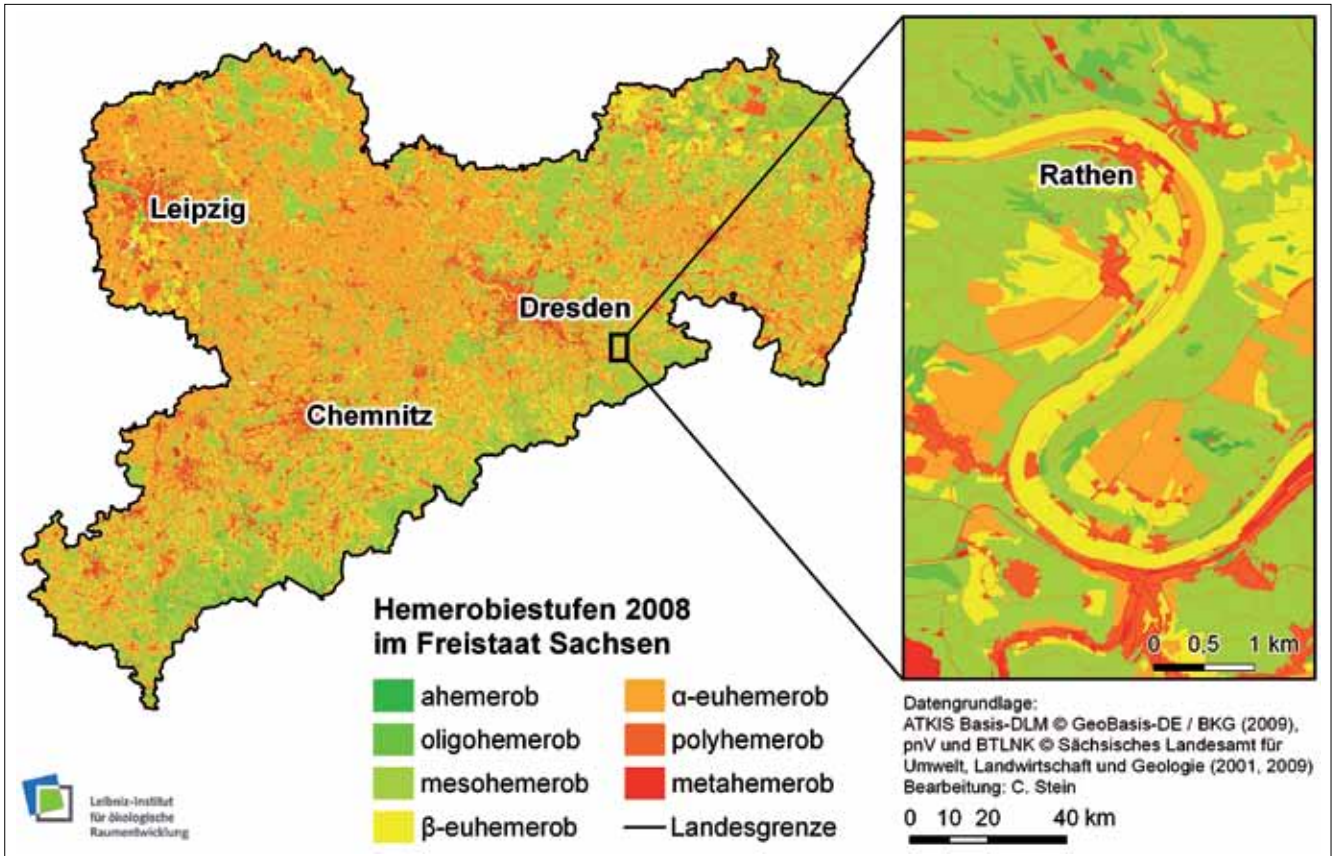 Leipzig
Dresden
Chemnitz
Rathen
0 0,5 1 km
Hemerobiestufen 2008
im Freistaat Sachsen
ahemerob
oligohemerob
mesohemerob
β-euhemerob
α-euhemerob
polyhemerob
metahemerob
Landesgrenze
Datengrundlage:
ATKIS Basis-DLM © GeoBasis-DE / BKG (2009),
pnV und BTLNK © Sächsisches Landesamt für
Umwelt, Landwirtschaft und Geologie (2001, 2009)
Bearbeitung: C. Stein
0 10 20 40 km
Leibniz-Institut
für ökologische
Raumentwicklung